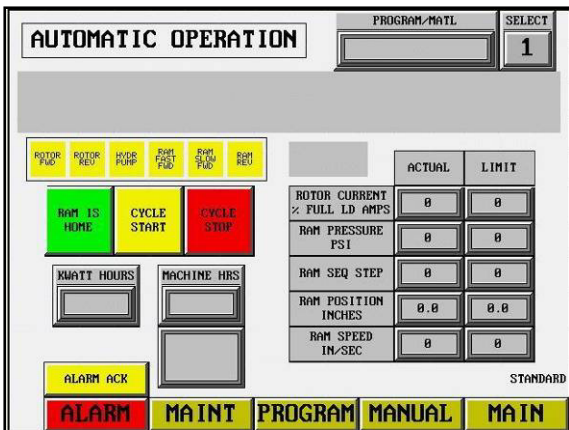 AUTOMATIC OPERATION
PROGRAM/MATL
SELECT
1
ROTOR FWD
ROTOR REV
HYDR PUMP
RAM FAST FWD
RAM SLOW FWD
RAM REV
RAM IS HOME
CYCLE START
CYCLE STOP
KWATT HOURS
MACHINE HRS
ACTUAL LIMIT
ROTOR CURRENT
% FULL LD AMPS 0 0
RAM PRESSURE
PSI 0 0
RAM SEQ STEP 0 0
RAM POSITION
INCHES 0.0 0.0
RAM SPEED
IN/SEC 0 0
ALARM ACK
STANDARD
ALARM MAINT PROGRAM MANUAL MAIN